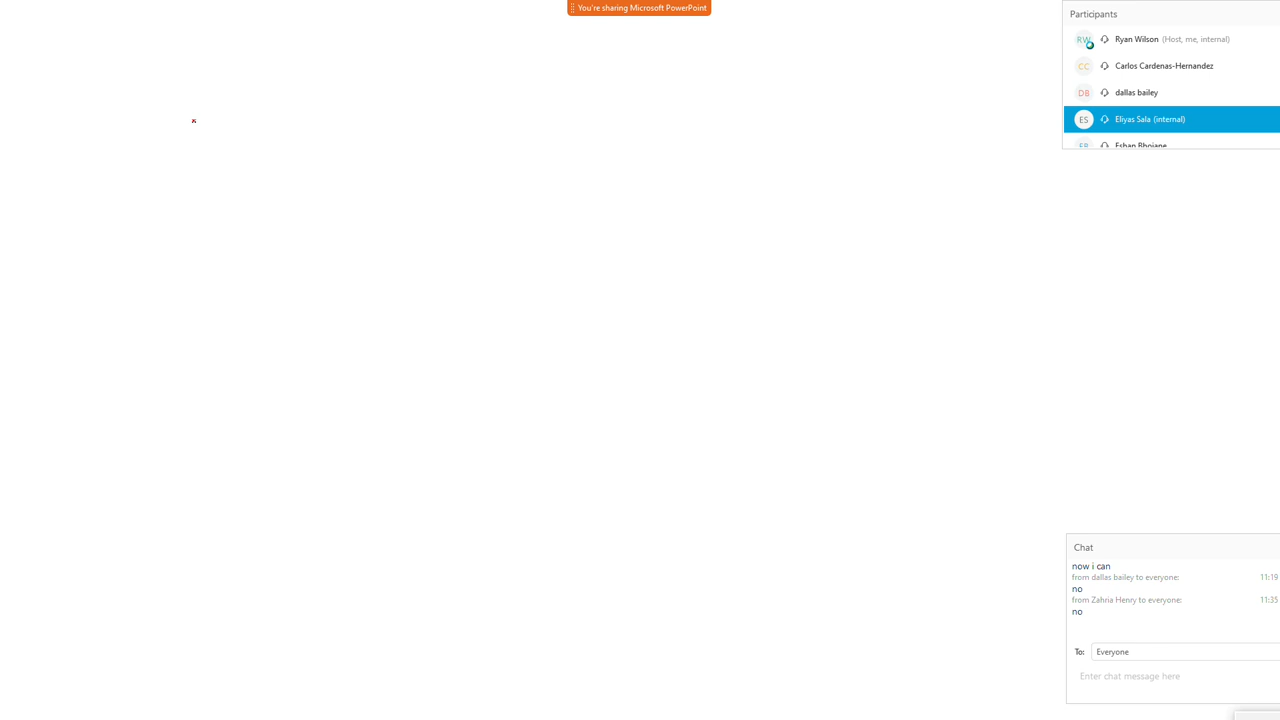 You're sharing Microsoft PowerPoint
Participants
RW Ryan Wilson (Host, me, internal)
CC Carlos Cardenas-Hernandez
DB dallas bailey
ES Eliyas Sala (internal)
Chat
now i can
from dallas bailey to everyone: 11:19
no
from Zahria Henry to everyone: 11:35
no
To: Everyone
Enter chat message here